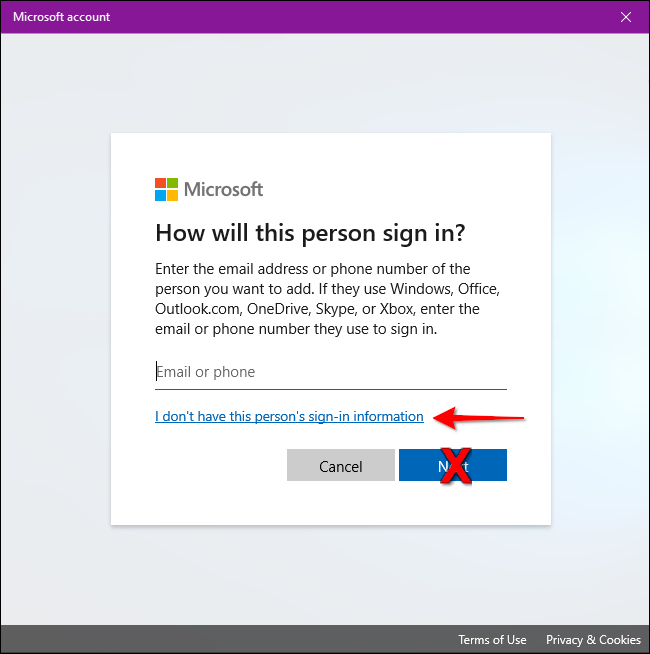 Microsoft account
Microsoft
How will this person sign in?
Enter the email address or phone number of the
person you want to add. If they use Windows, Office,
Outlook.com, OneDrive, Skype, or Xbox, enter the
email or phone number they use to sign in.
Email or phone
I don't have this person's sign-in information
Cancel
Next
Terms of Use
Privacy & Cookies